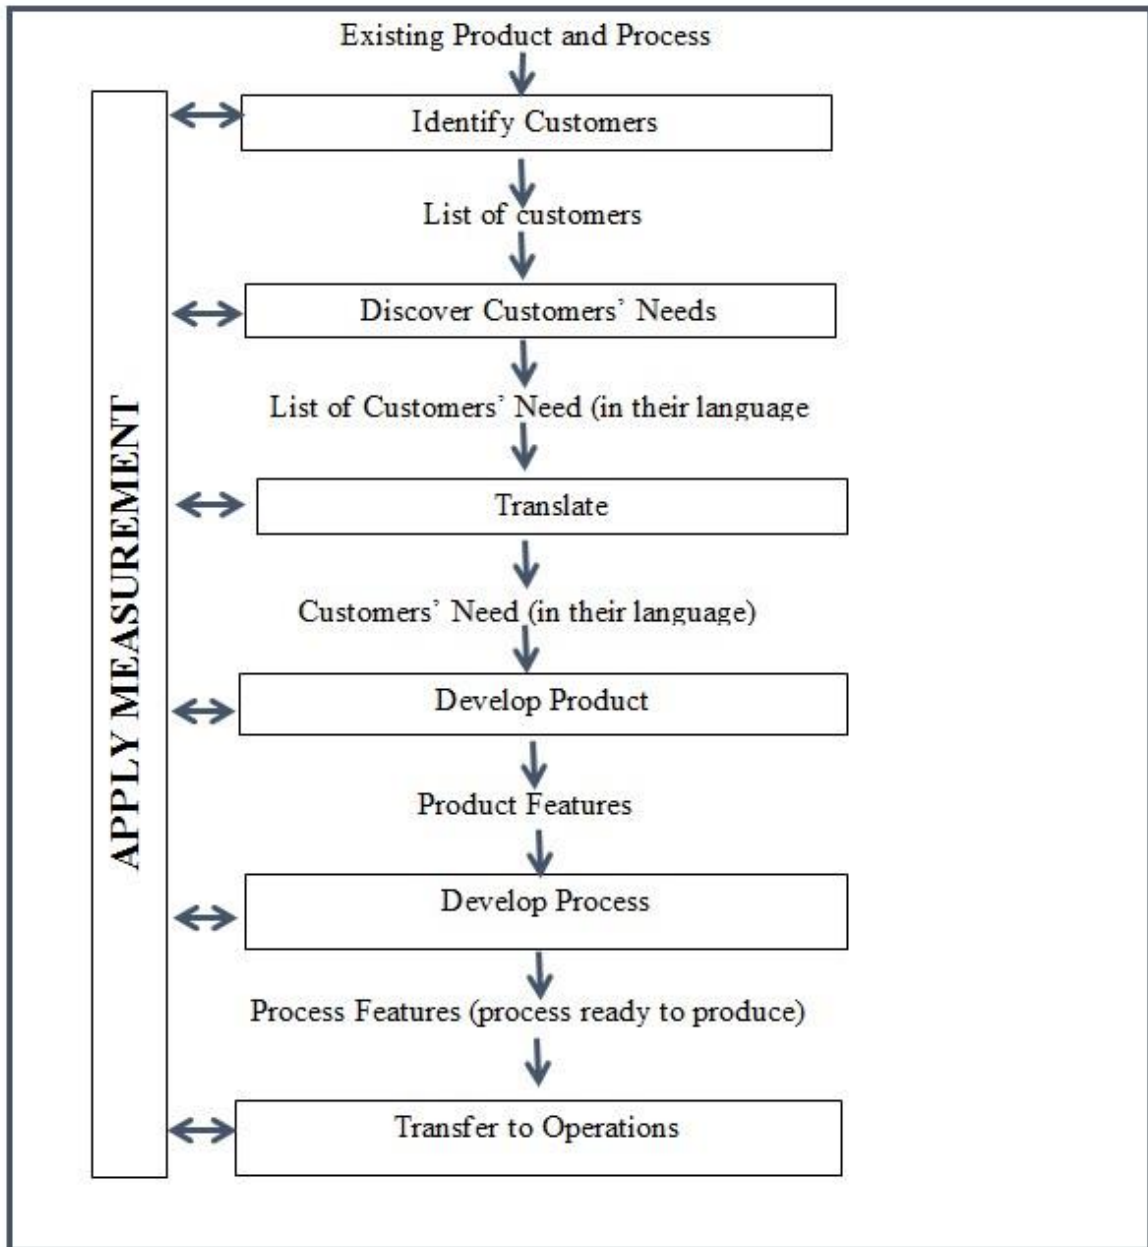 Existing Product and Process
Identify Customers
List of customers
Discover Customers’ Needs
List of Customers’ Need (in their language
Translate
Customers’ Need (in their language)
Develop Product
Product Features
Develop Process
Process Features (process ready to produce)
Transfer to Operations
APPLY MEASUREMENT